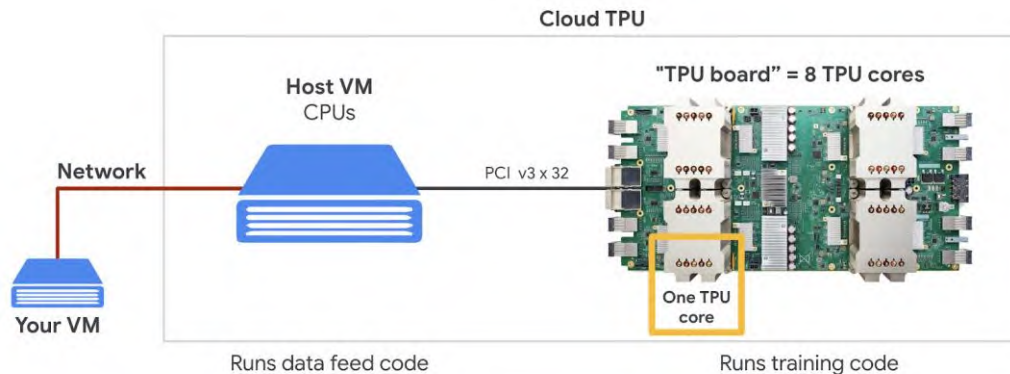 Cloud TPU
Host VM
CPUs
"TPU board” = 8 TPU cores
Network
PCI v3 x 32
Your VM
One TPU
core
Runs data feed code
Runs training code